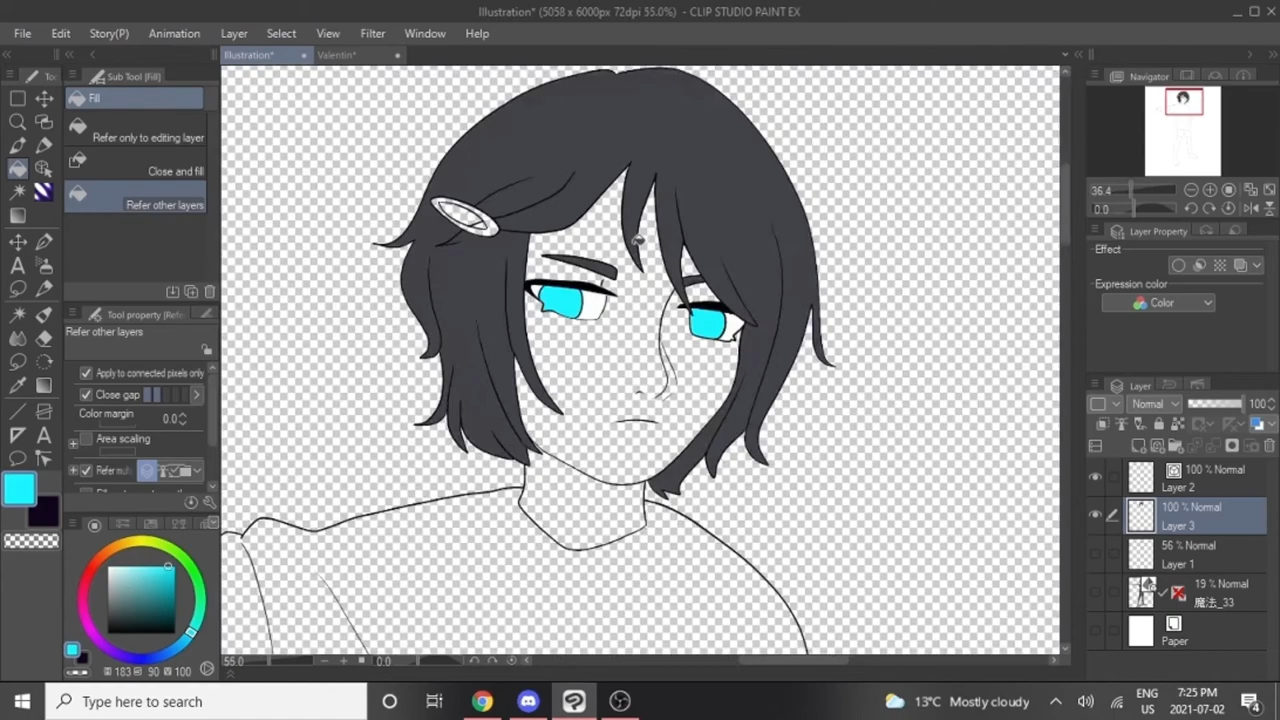 Illustration* (5058 x 6000px 72dpi 55.0%) - CLIP STUDIO PAINT EX
File Edit Story(P) Animation Layer Select View Filter Window Help
Illustration* Valentin*
Sub Tool [Fill]
Fill
Refer only to editing layer
Close and fill
Refer other layers
Tool property [Refe
Refer other layers
Apply to connected pixels only
Close gap
Color margin
0.0
Area scaling
Refer mult
183 90 100
55.0 0.0
Navigator
36.4
0.0
Layer Property
Effect
Expression color
Color
Layer
Normal 100
100 % Normal
Layer 2
100 % Normal
Layer 3
56 % Normal
Layer 1
19 % Normal
魔法_33
Paper
Type here to search
13°C Mostly cloudy
ENG
US
7:25 PM
2021-07-02
4